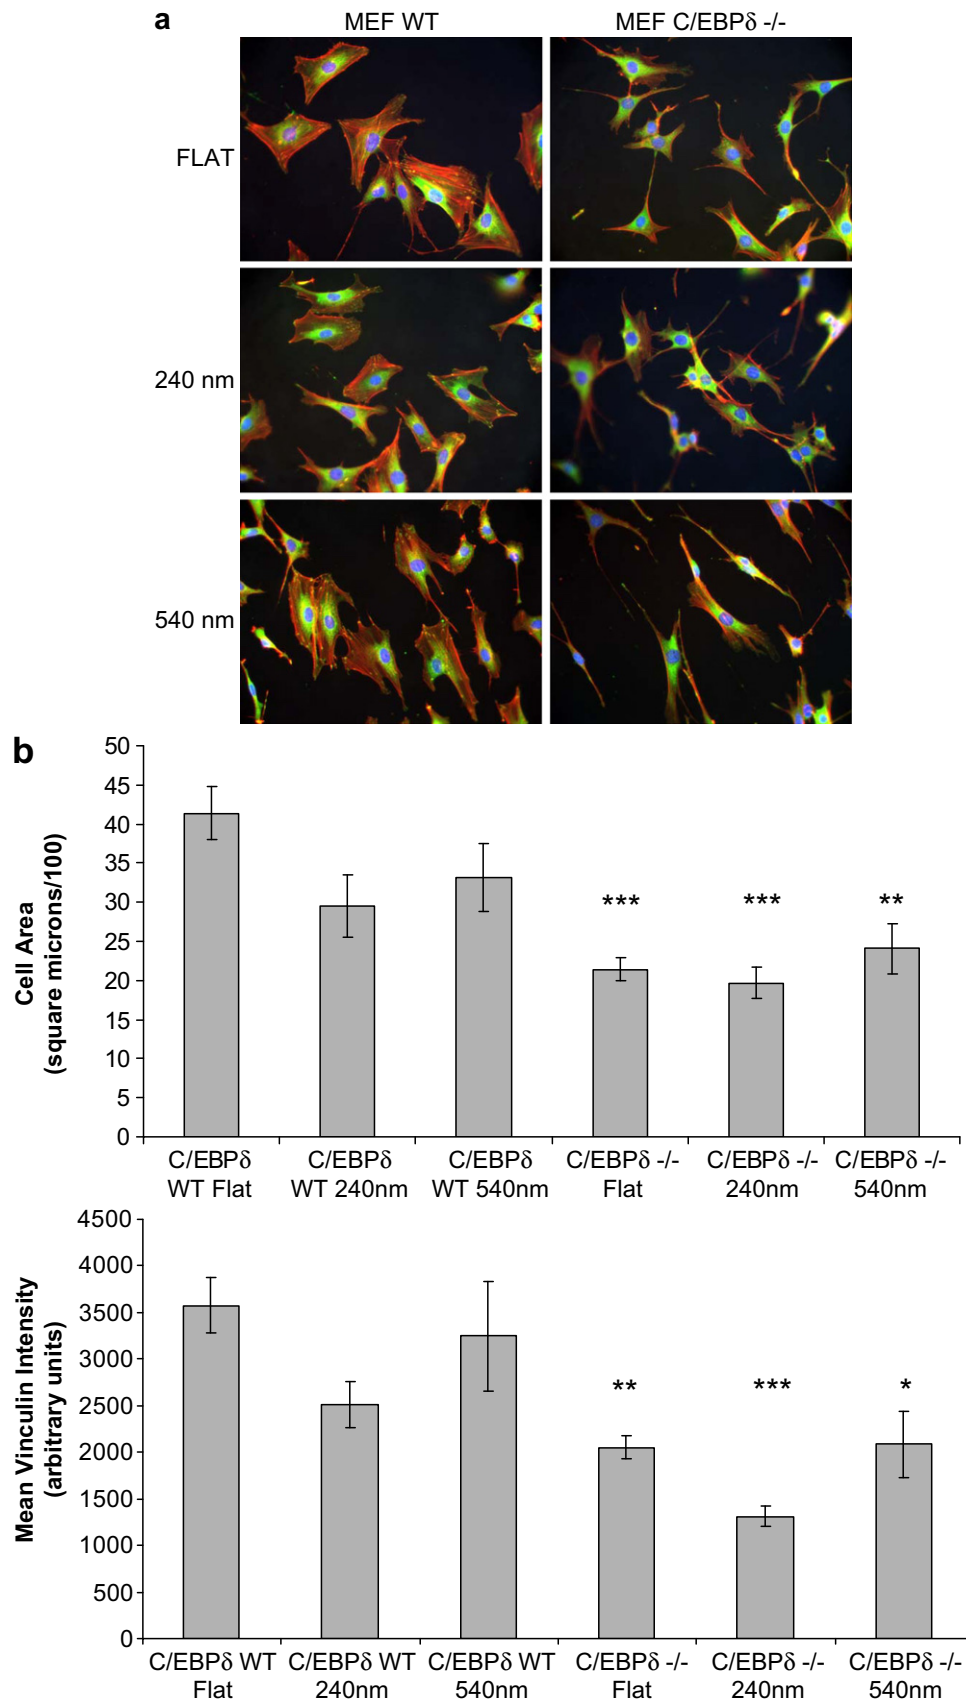 a
MEF WT
MEF C/EBPδ -/-
FLAT
240 nm
540 nm
b
Cell Area
(square microns/100)
50
45
40
35
30
25
20
15
10
5
0
***
***
**
C/EBPδ
WT Flat
C/EBPδ
WT 240nm
C/EBPδ
WT 540nm
C/EBPδ -/-
Flat
C/EBPδ -/-
240nm
C/EBPδ -/-
540nm
Mean Vinculin Intensity
(arbitrary units)
4500
4000
3500
3000
2500
2000
1500
1000
500
0
**
***
*
C/EBPδ WT
Flat
C/EBPδ WT
240nm
C/EBPδ WT
540nm
C/EBPδ -/-
Flat
C/EBPδ -/-
240nm
C/EBPδ -/-
540nm